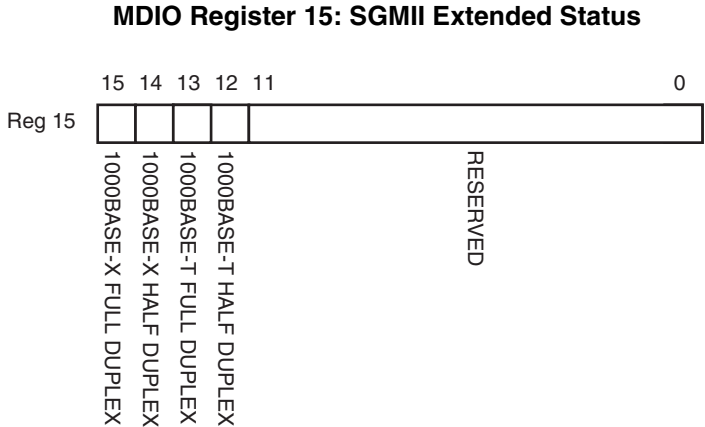 MDIO Register 15: SGMII Extended Status
15 14 13 12 11 0
Reg 15
1000BASE-X FULL DUPLEX
1000BASE-X HALF DUPLEX
1000BASE-T FULL DUPLEX
1000BASE-T HALF DUPLEX
RESERVED